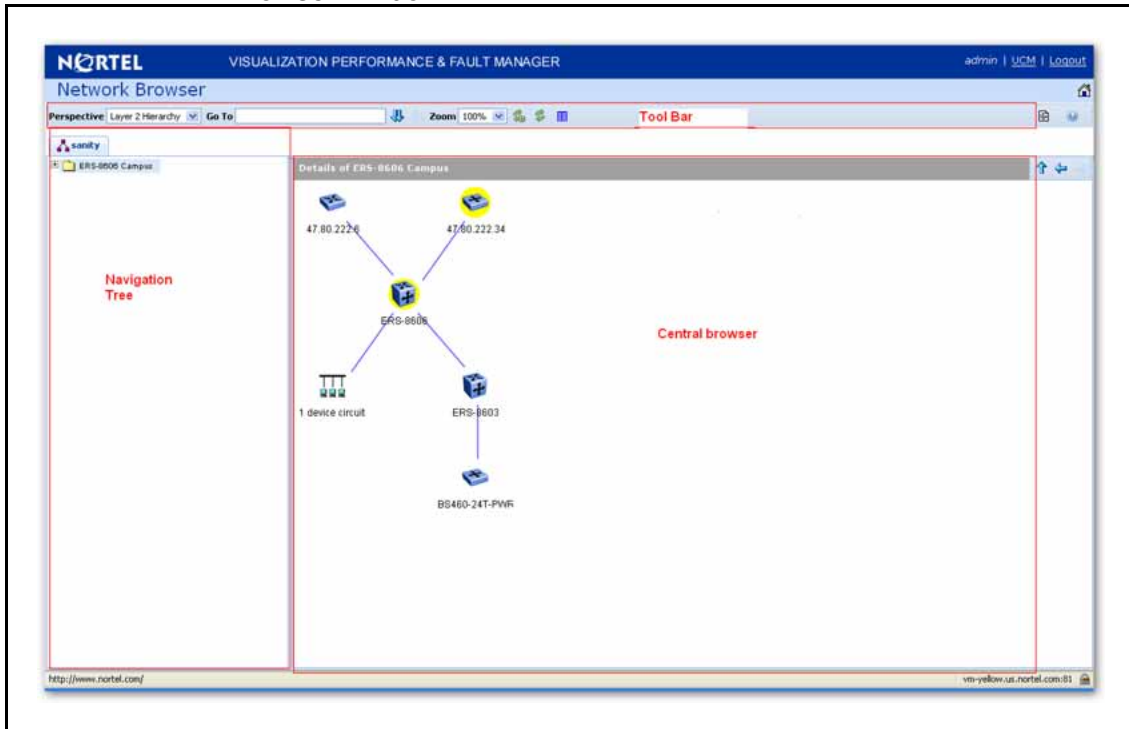 NORTEL VISUALIZATION PERFORMANCE & FAULT MANAGER admin | UCM | Logout
Network Browser
Perspective Layer 2 Hierarchy Go To Zoom 100% Tool Bar
sanity
ERS-8606 Campus
Details of ERS-8606 Campus
47.80.222.6 47.80.222.34
Navigation
Tree
ERS-8606
Central browser
1 device circuit ERS-8603
BS460-24T-PWR
http://www.nortel.com/ vm-yellow.us.nortel.com:81